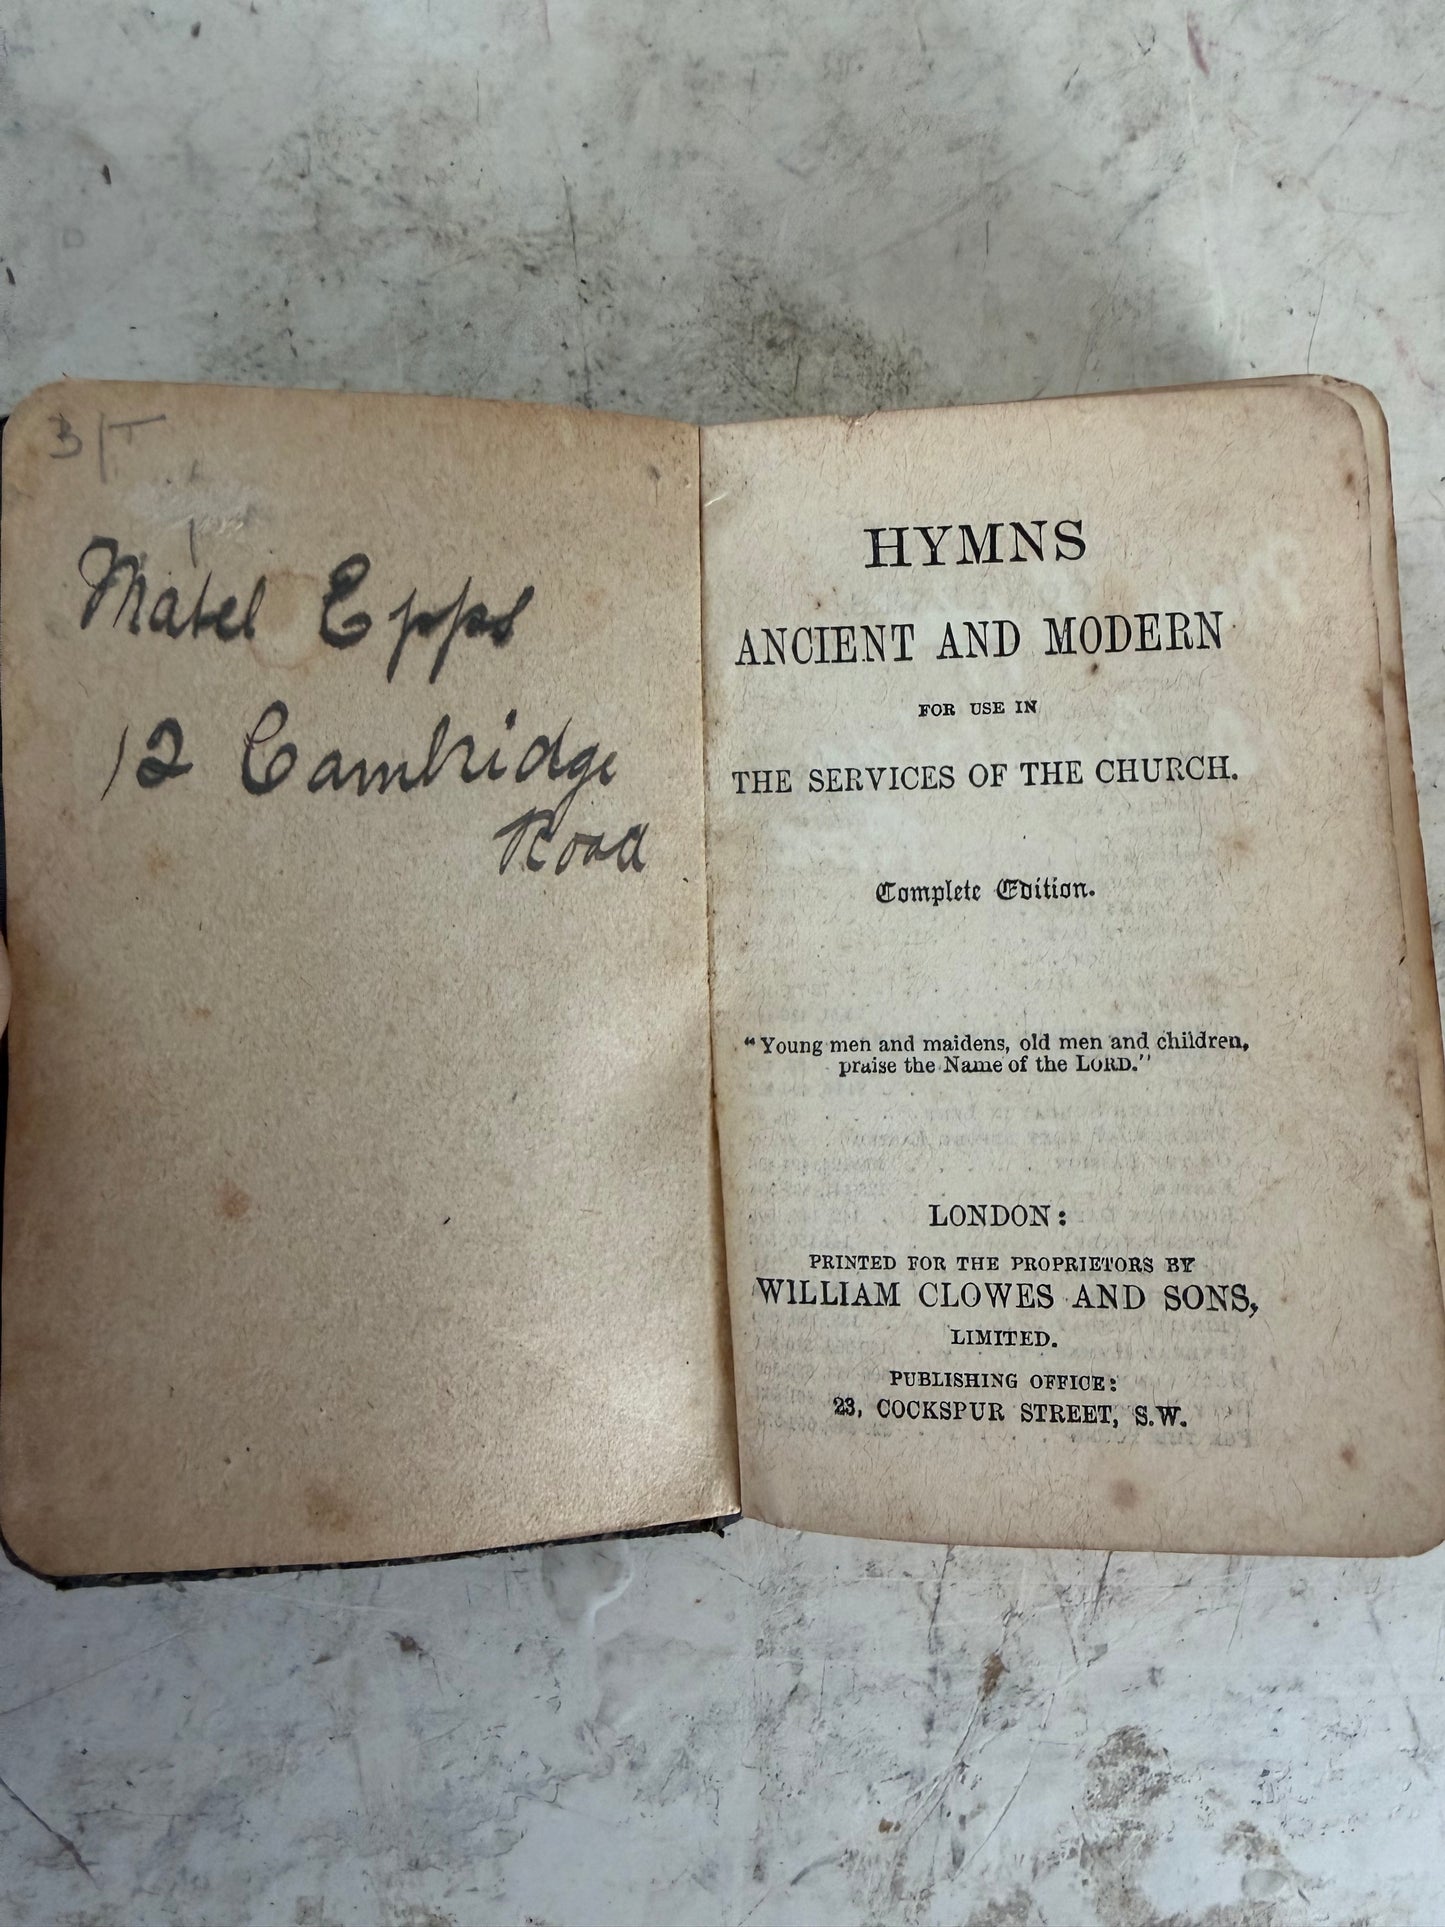 3/T
Mabel Epps
12 Cambridge
Road
HYMNS
ANCIENT AND MODERN
FOR USE IN
THE SERVICES OF THE CHURCH.
Complete Edition.
"Young men and maidens, old men and children,
praise the Name of the LORD."
LONDON:
PRINTED FOR THE PROPRIETORS BY
WILLIAM CLOWES AND SONS,
LIMITED.
PUBLISHING OFFICE:
23, COCKSPUR STREET, S.W.